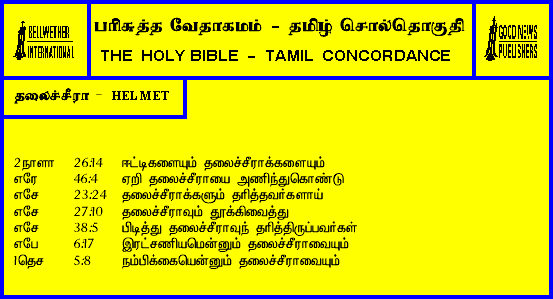 BELLWETHER
INTERNATIONAL
பரிசுத்த வேதாகமம் - தமிழ் சொல்தொகுதி
THE HOLY BIBLE - TAMIL CONCORDANCE
GOOD NEWS
PUBLISHERS
தலைச்சீரா - HELMET
2நாளா 26:14 ஈட்டிகளையும் தலைச்சீராக்களையும்
எரே 46:4 ஏறி தலைச்சீராயை அணிந்துகொண்டு
எசே 23:24 தலைச்சீராக்களும் தரித்தவர்களாய்
எசே 27:10 தலைச்சீராவும் தூக்கிவைத்து
எசே 38:5 பிடித்து தலைச்சீராவுந் தரித்திருப்பவர்கள்
எபே 6:17 இரட்சணியமென்னும் தலைச்சீராவையும்
1தெச 5:8 நம்பிக்கையென்னும் தலைச்சீராவையும்